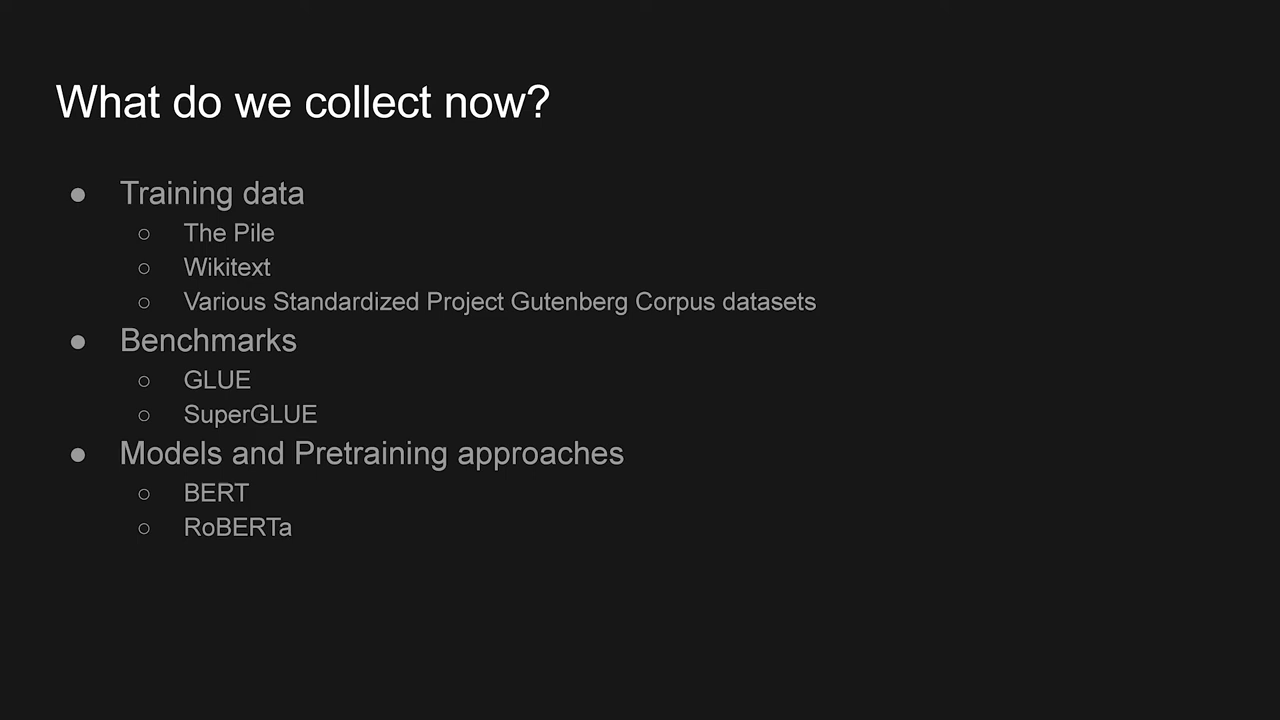 What do we collect now?
● Training data
○ The Pile
○ Wikitext
○ Various Standardized Project Gutenberg Corpus datasets
● Benchmarks
○ GLUE
○ SuperGLUE
● Models and Pretraining approaches
○ BERT
○ RoBERTa